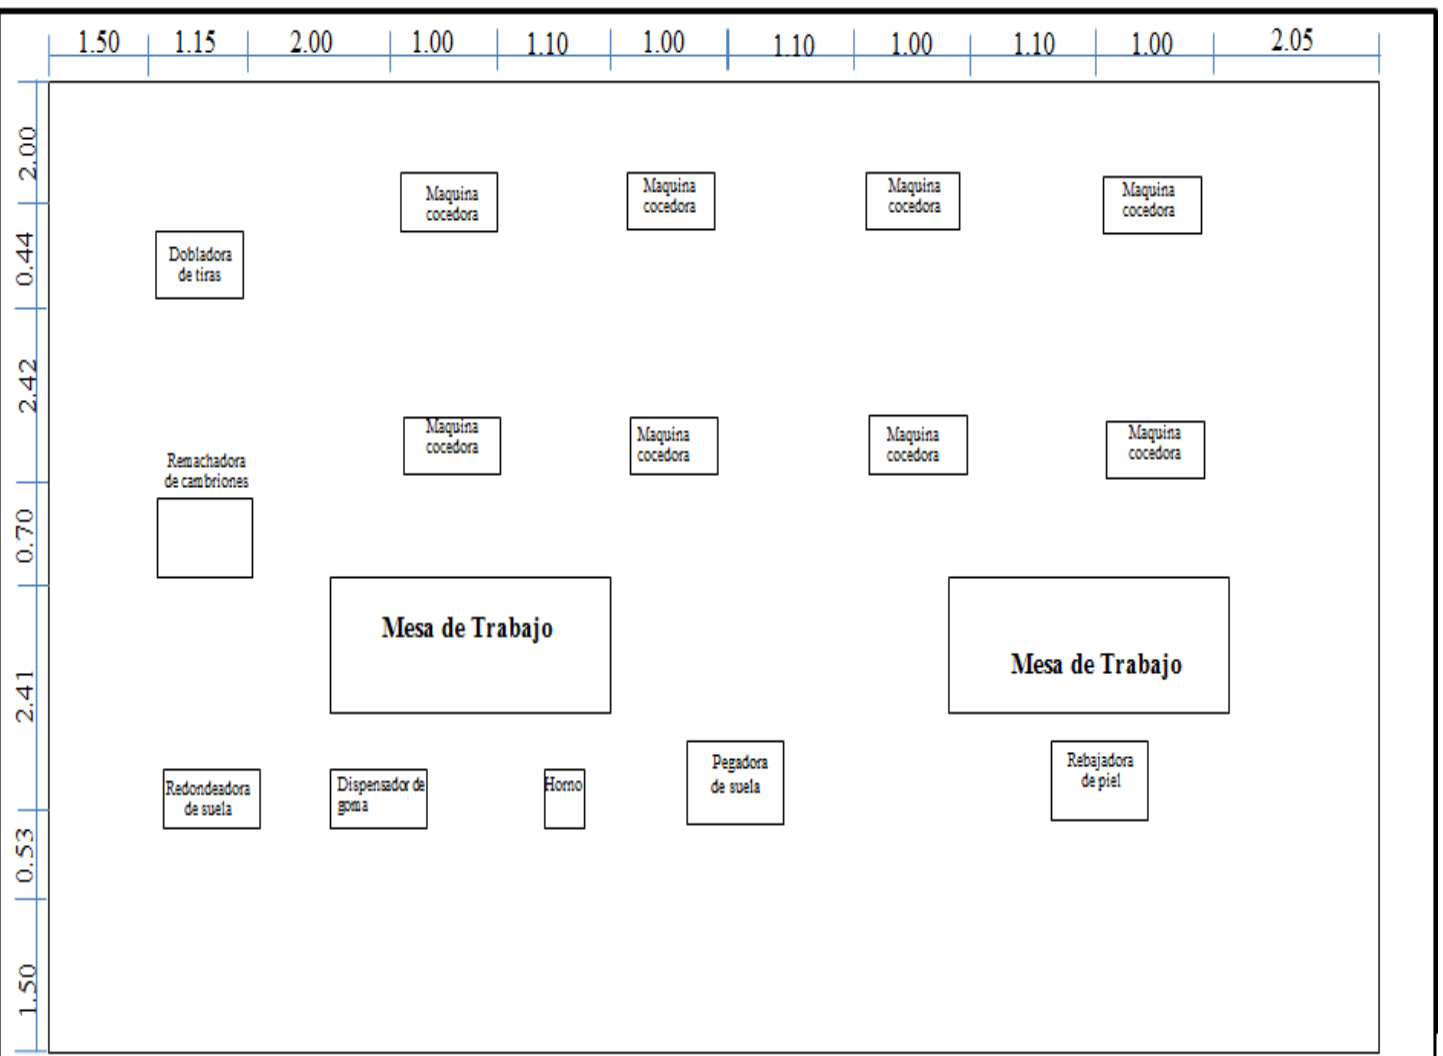 1.50 1.15 2.00 1.00 1.10 1.00 1.10 1.00 1.10 1.00 2.05
2.00
0.44
2.42
0.70
2.41
0.53
1.50
Maquina
cocedora
Maquina
cocedora
Maquina
cocedora
Maquina
cocedora
Dobladora
de tiras
Maquina
cocedora
Maquina
cocedora
Maquina
cocedora
Maquina
cocedora
Remachadora
de cambriones
Mesa de Trabajo
Mesa de Trabajo
Redondeadora
de suela
Dispensador de
goma
Horno
Pegadora
de suela
Rebajadora
de piel